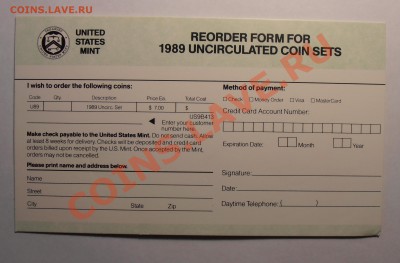 COINS.ЛАВЕ.RU
UNITED
STATES
MINT
REORDER FORM FOR
1989 UNCIRCULATED COIN SETS
I wish to order the following coins:
Code Qty. Description Price Ea. Total Cost
U89 1989 Uncirc. Set $ 7.00 $
US9B413
Enter your customer
number here.
Make check payable to the United States Mint. Do not send cash. Allow
at least 8 weeks for delivery. Checks will be deposited and credit card
orders billed upon receipt by the U.S. Mint. Once accepted by the Mint,
orders may not be cancelled.
Please print name and address below.
Name
Street
City State Zip
Method of payment:
Check Money Order Visa MasterCard
Credit Card Account Number:
Expiration Date: Month Year
Signature:
Date:
Daytime Telephone: ( )
COINS.ЛАВЕ.RU